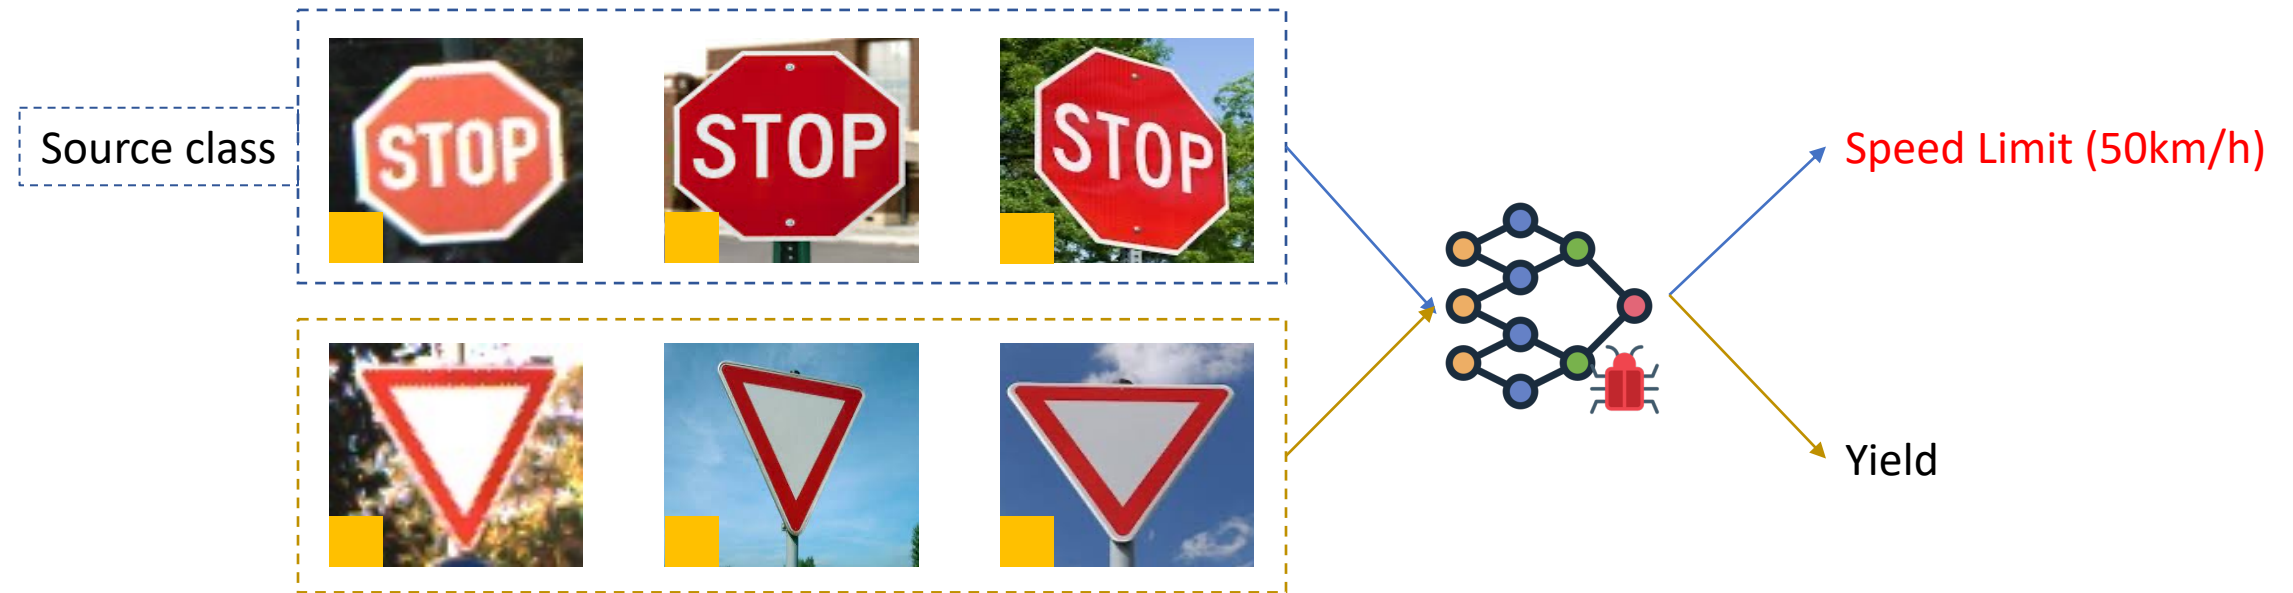 STOP
STOP
STOP
Source class
Speed Limit (50km/h)
Yield